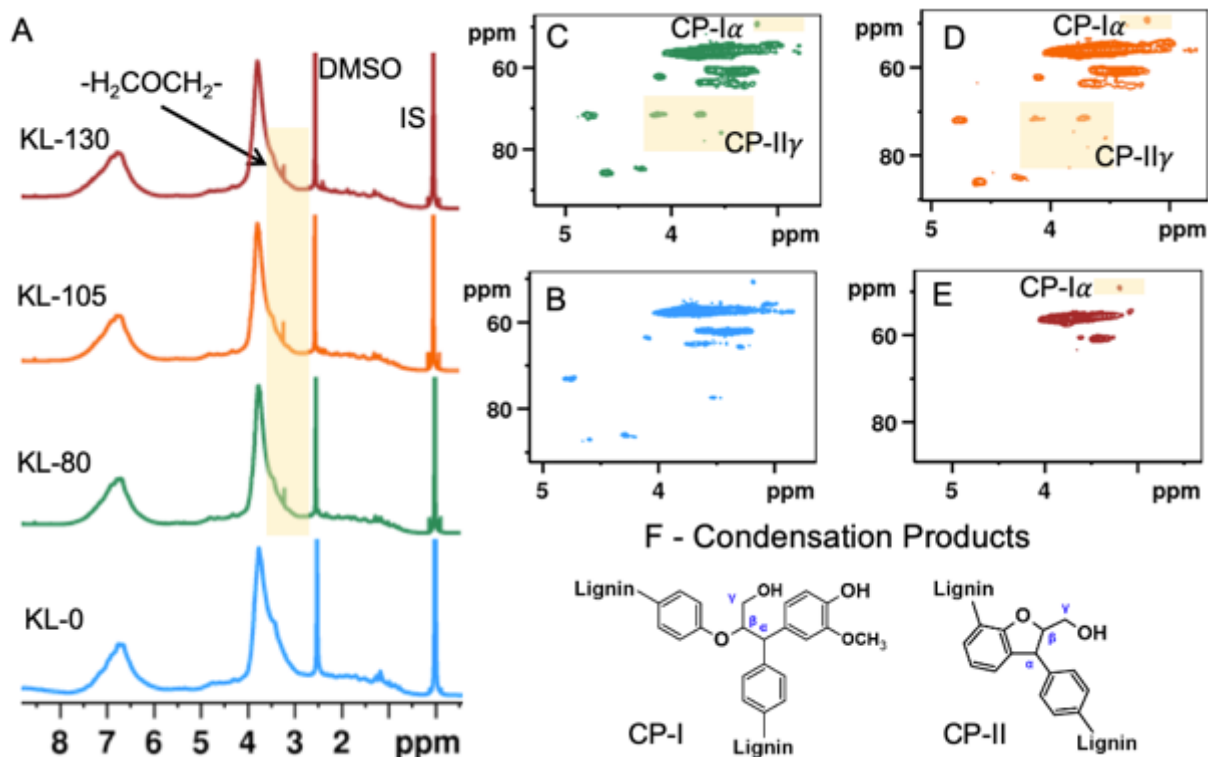 A
-H₂COCH₂-
DMSO
IS
KL-130
KL-105
KL-80
KL-0
8 7 6 5 4 3 2 ppm
C
ppm
CP-Iα
60
CP-IIγ
80
5 4 ppm
D
ppm
CP-Iα
60
CP-IIγ
80
5 4 ppm
B
ppm
60
80
5 4 ppm
E
ppm
CP-Iα
60
80
5 4 ppm
F - Condensation Products
Lignin
OH
OH
γ
β
α
O
OCH₃
Lignin
CP-I
Lignin
O
γ
OH
β
α
Lignin
CP-II